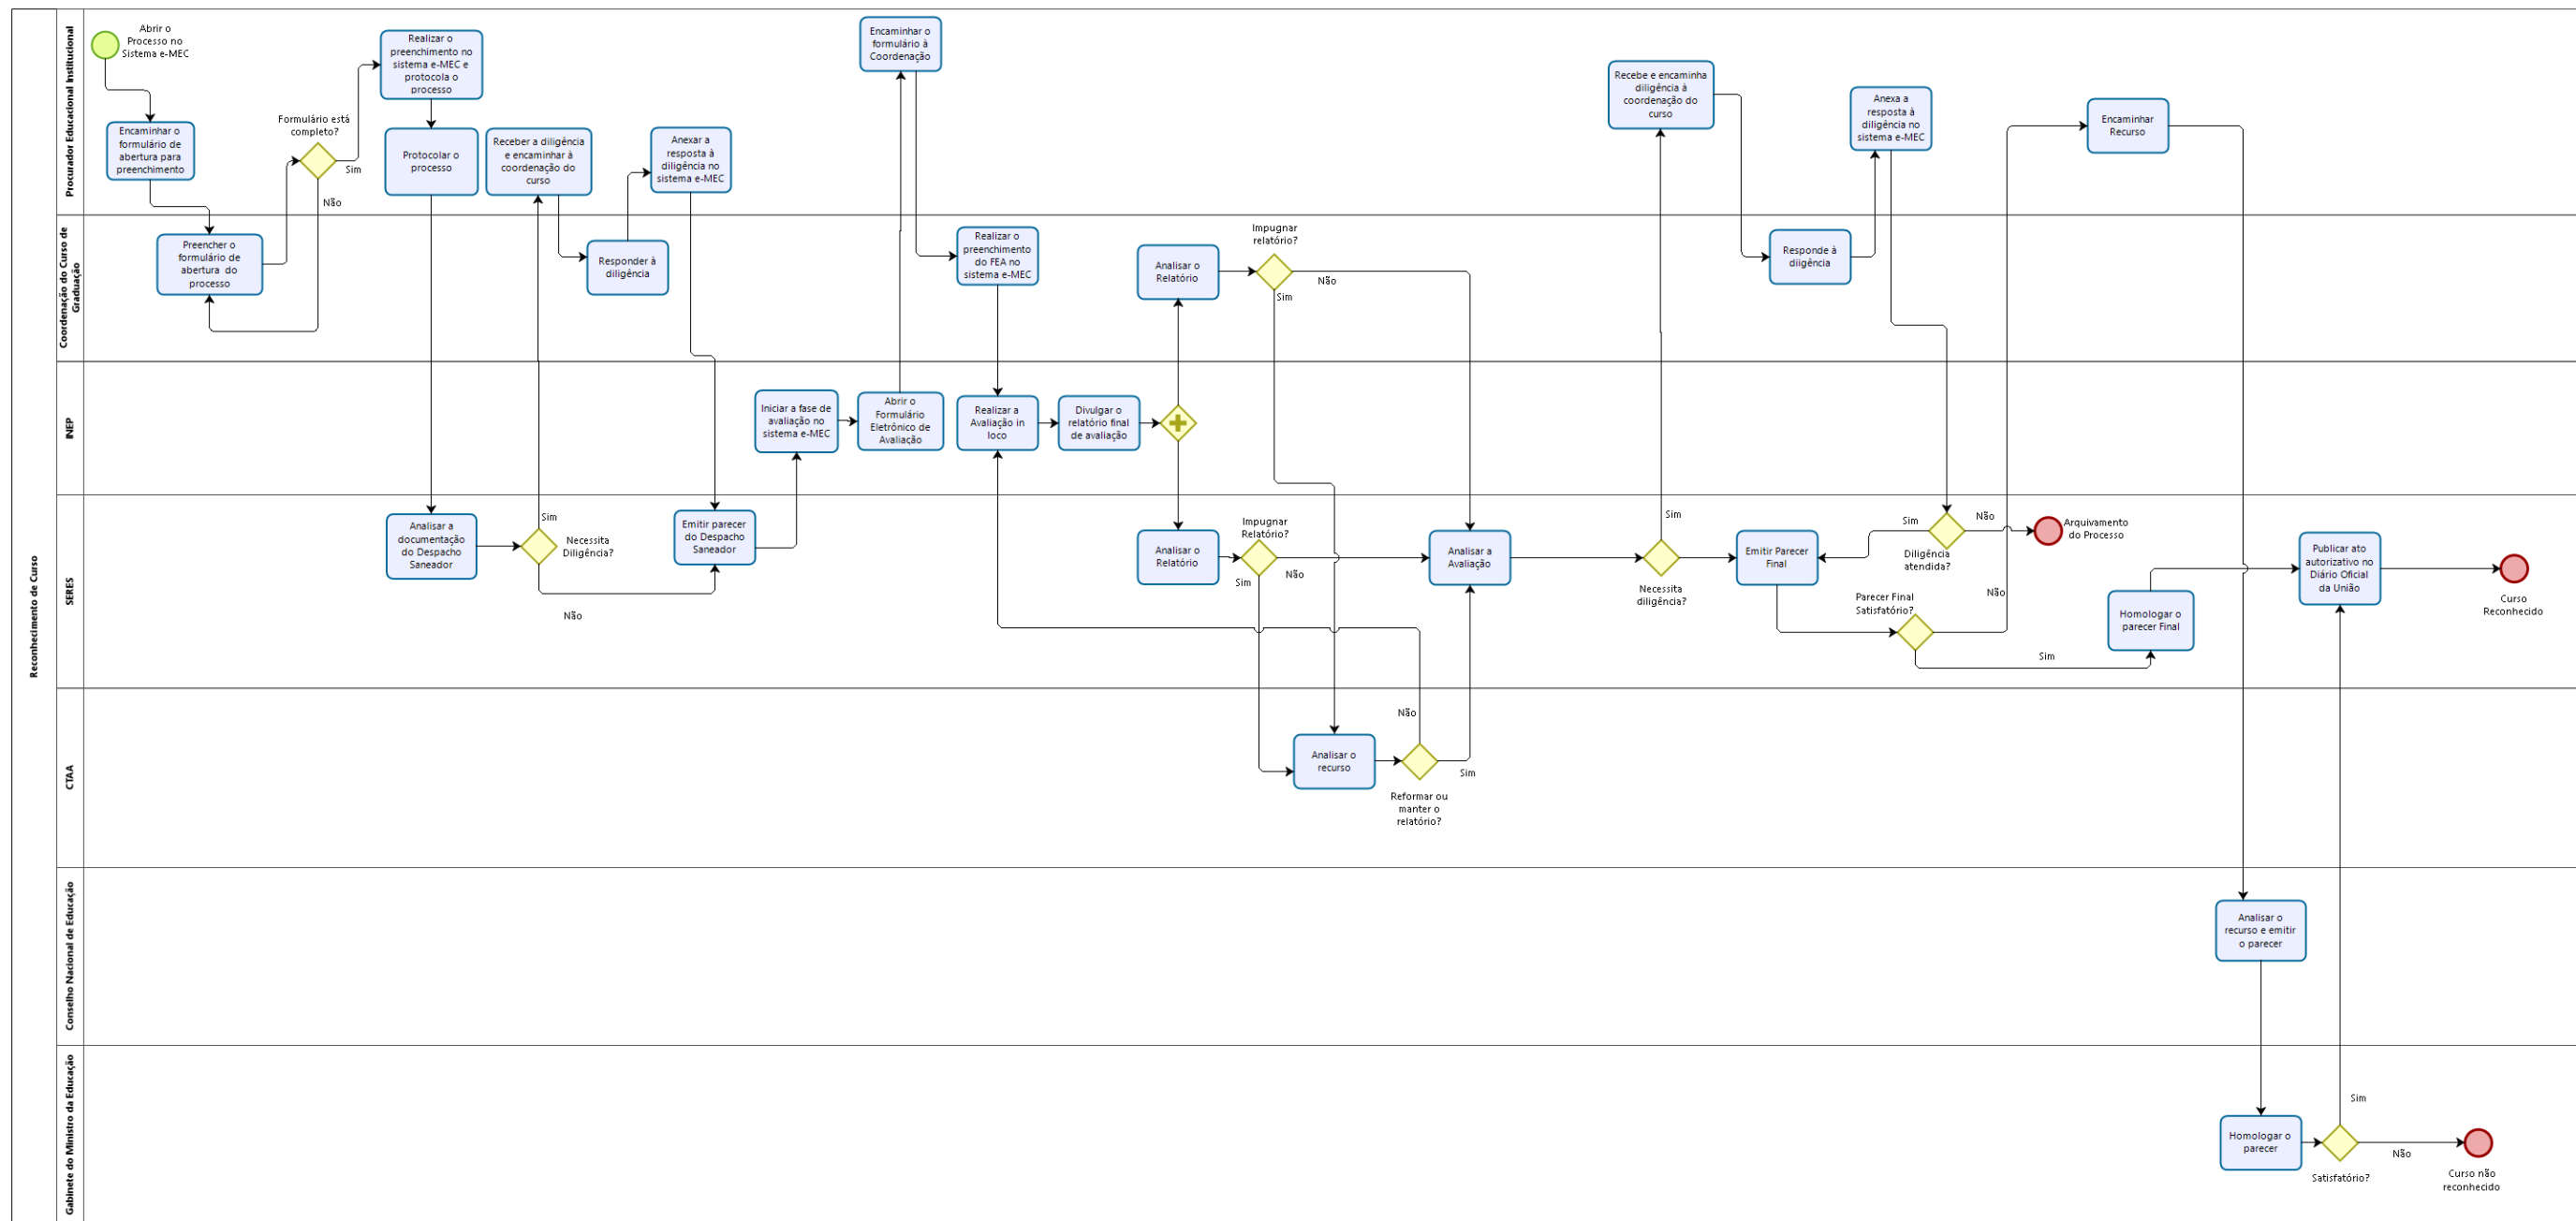 Reconhecimento de Curso
Procurador Educacional Institucional
Abrir o
Processo no
Sistema e-MEC
Encaminhar o
formulário de
abertura para
preenchimento
Formulário está
completo?
Sim
Não
Realizar o
preenchimento no
sistema e-MEC e
protocola o
processo
Protocolar o
processo
Receber a diligência
e encaminhar à
coordenação do
curso
Anexar a
resposta à
diligência no
sistema e-MEC
Encaminhar o
formulário à
Coordenação
Recebe e encaminha
diligência à
coordenação do
curso
Anexa a
resposta à
diligência no
sistema e-MEC
Encaminhar
Recurso
Coordenação do Curso de
Graduação
Preencher o
formulário de
abertura do
processo
Responder à
diligência
Realizar o
preenchimento
do FEA no
sistema e-MEC
Analisar o
Relatório
Impugnar
relatório?
Não
Sim
Responde à
diigência
INEP
Iniciar a fase de
avaliação no
sistema e-MEC
Abrir o
Formulário
Eletrônico de
Avaliação
Realizar a
Avaliação in
loco
Divulgar o
relatório final
de avaliação
SERES
Analisar a
documentação
do Despacho
Saneador
Sim
Necessita
Diligência?
Não
Emitir parecer
do Despacho
Saneador
Analisar o
Relatório
Impugnar
Relatório?
Sim
Não
Analisar a
Avaliação
Sim
Necessita
diligência?
Emitir Parecer
Final
Sim
Não
Diligência
atendida?
Arquivamento
do Processo
Parecer Final
Satisfatório?
Não
Sim
Homologar o
parecer Final
Publicar ato
autorizativo no
Diário Oficial
da União
Curso
Reconhecido
CTAA
Analisar o
recurso
Não
Sim
Reformar ou
manter o
relatório?
Conselho Nacional de Educação
Analisar o
recurso e emitir
o parecer
Gabinete do Ministro da Educação
Homologar o
parecer
Sim
Satisfatório?
Não
Curso não
reconhecido